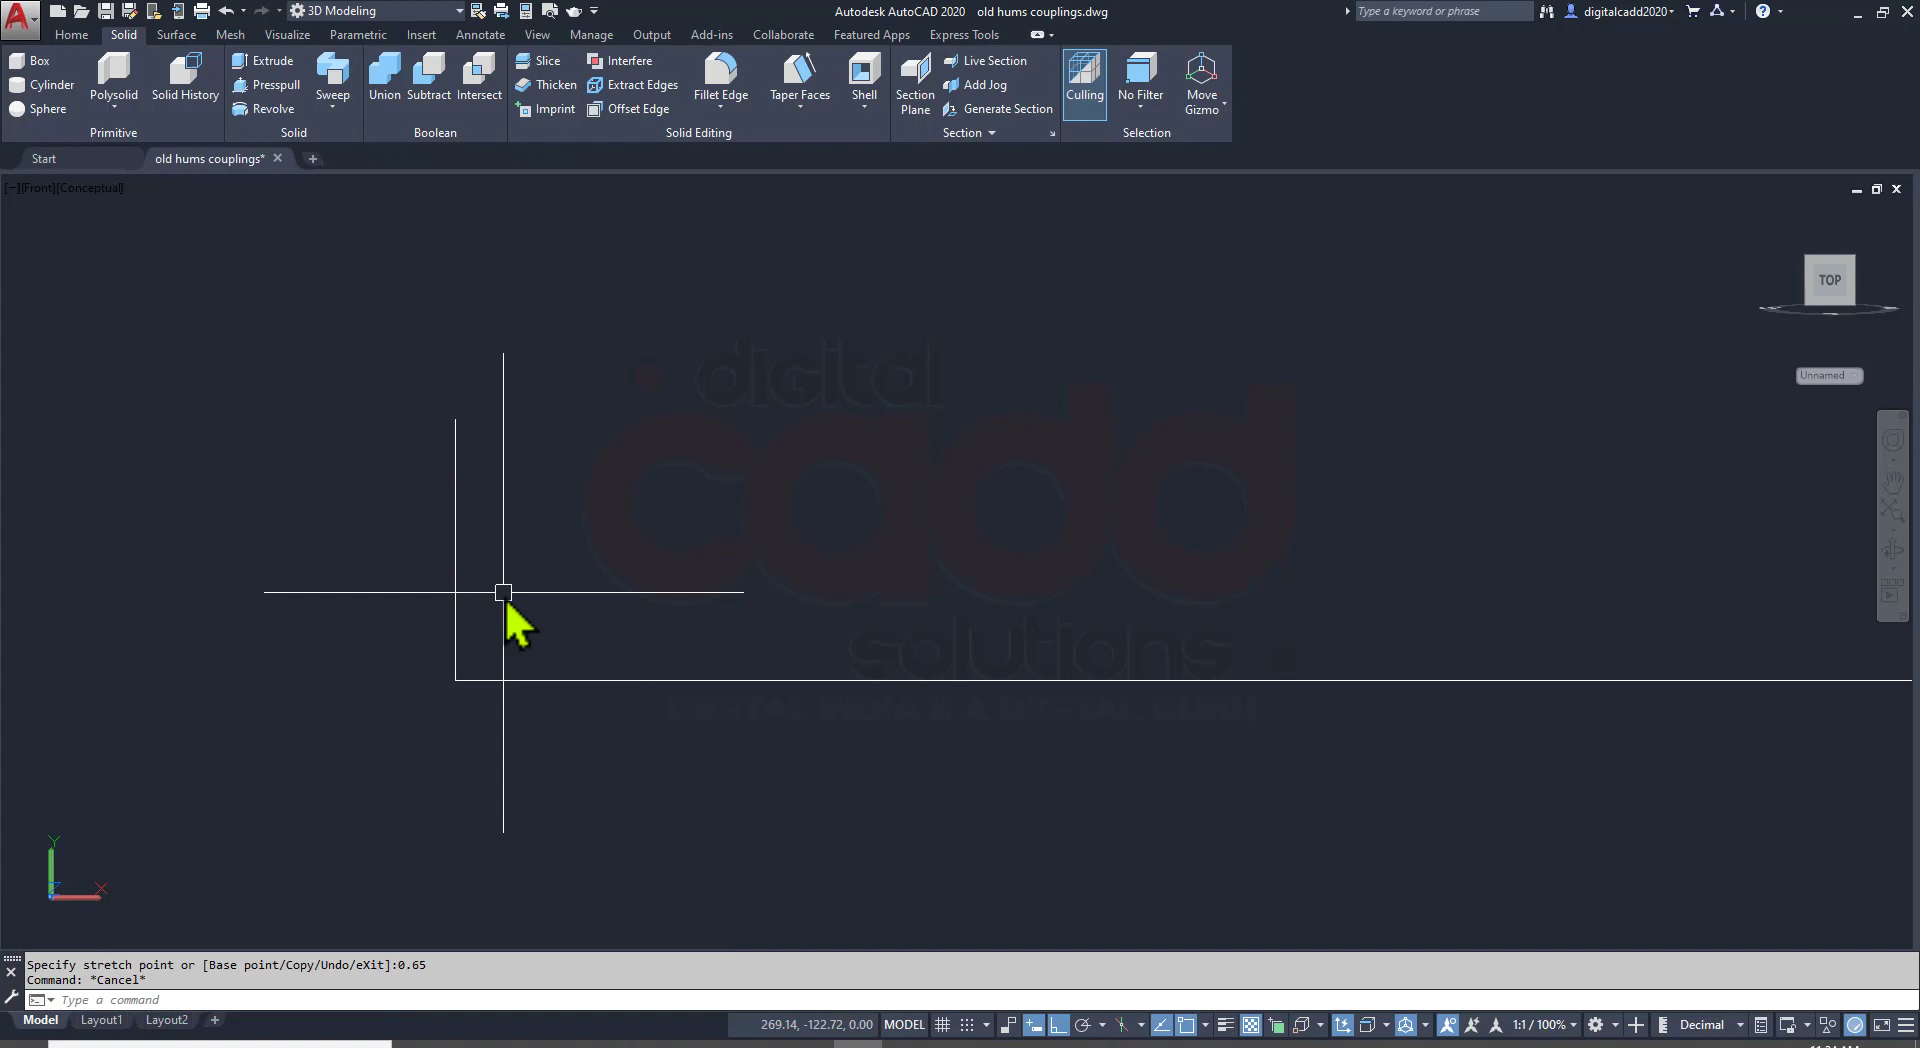 3D Modeling
Autodesk AutoCAD 2020 old hums couplings.dwg
Type a keyword or phrase
digitalcadd2020
Home Solid Surface Mesh Visualize Parametric Insert Annotate View Manage Output Add-ins Collaborate Featured Apps Express Tools
Box
Cylinder
Sphere
Polysolid
Solid History
Primitive
Extrude
Presspull
Revolve
Sweep
Solid
Union
Subtract
Intersect
Boolean
Slice
Thicken
Imprint
Interfere
Extract Edges
Offset Edge
Fillet Edge
Taper Faces
Shell
Solid Editing
Section
Plane
Live Section
Add Jog
Generate Section
Section
Culling
No Filter
Move
Gizmo
Selection
Start
old hums couplings*
[−][Front][Conceptual]
TOP
Unnamed
digital
cadd
solutions
Y
X
Z
Specify stretch point or [Base point/Copy/Undo/eXit]:0.65
Command: *Cancel*
Type a command
Model Layout1 Layout2
269.14, -122.72, 0.00 MODEL
1:1 / 100%
Decimal